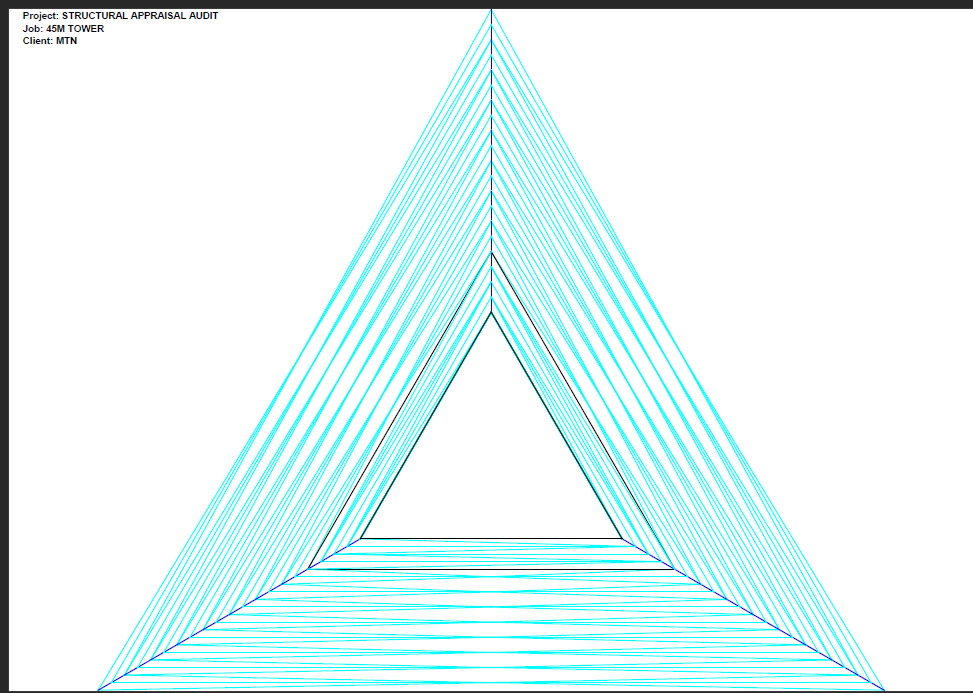 Project: STRUCTURAL APPRAISAL AUDIT
Job: 45M TOWER
Client: MTN